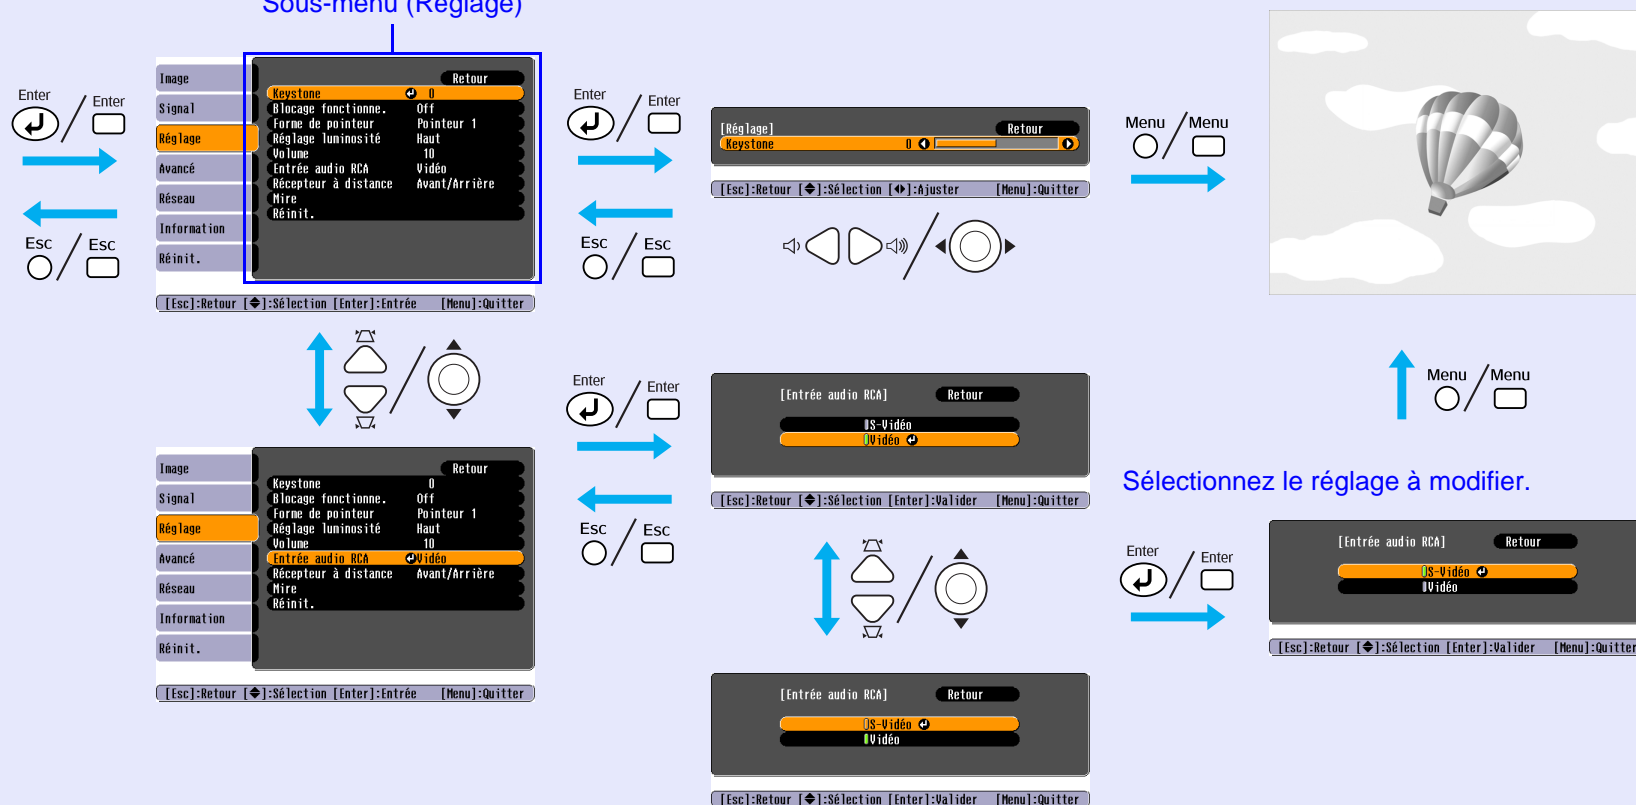 Sous-menu (Réglage)
Enter
Enter
Esc
Esc
Image
Signal
Réglage
Avancé
Réseau
Information
Réinit.
Retour
Keystone 0
Blocage fonctionne. Off
Forme de pointeur Pointeur 1
Réglage luminosité Haut
Volume 10
Entrée audio RCA Vidéo
Récepteur à distance Avant/Arrière
Mire
Réinit.
[Esc]:Retour [◆]:Sélection [Enter]:Entrée [Menu]:Quitter
Enter
Enter
Esc
Esc
[Réglage] Retour
Keystone 0
[Esc]:Retour [◆]:Sélection [◀▶]:Ajuster [Menu]:Quitter
Menu
Menu
Image
Signal
Réglage
Avancé
Réseau
Information
Réinit.
Retour
Keystone 0
Blocage fonctionne. Off
Forme de pointeur Pointeur 1
Réglage luminosité Haut
Volume 10
Entrée audio RCA Vidéo
Récepteur à distance Avant/Arrière
Mire
Réinit.
[Esc]:Retour [◆]:Sélection [Enter]:Entrée [Menu]:Quitter
Enter
Enter
Esc
Esc
[Entrée audio RCA] Retour
S-Vidéo
Vidéo
[Esc]:Retour [◆]:Sélection [Enter]:Valider [Menu]:Quitter
[Entrée audio RCA] Retour
S-Vidéo
Vidéo
[Esc]:Retour [◆]:Sélection [Enter]:Valider [Menu]:Quitter
Menu
Menu
Sélectionnez le réglage à modifier.
Enter
Enter
[Entrée audio RCA] Retour
S-Vidéo
Vidéo
[Esc]:Retour [◆]:Sélection [Enter]:Valider [Menu]:Quitter